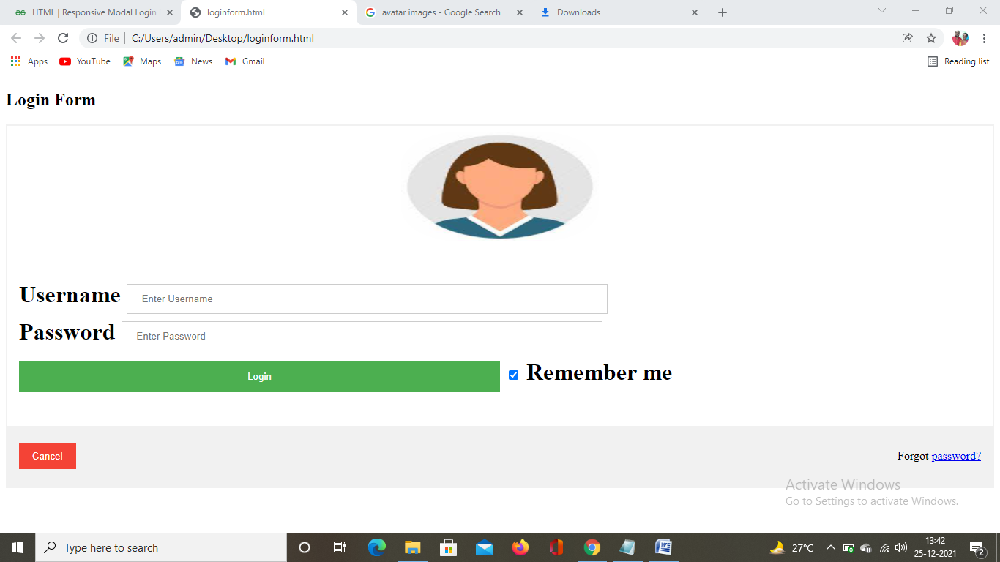 HTML | Responsive Modal Login
loginform.html
avatar images - Google Search
Downloads
File
C:/Users/admin/Desktop/loginform.html
Apps
YouTube
Maps
News
Gmail
Reading list
Login Form
Username
Enter Username
Password
Enter Password
Login
Remember me
Cancel
Forgot password?
Activate Windows
Go to Settings to activate Windows.
Type here to search
27°C
13:42
25-12-2021
2